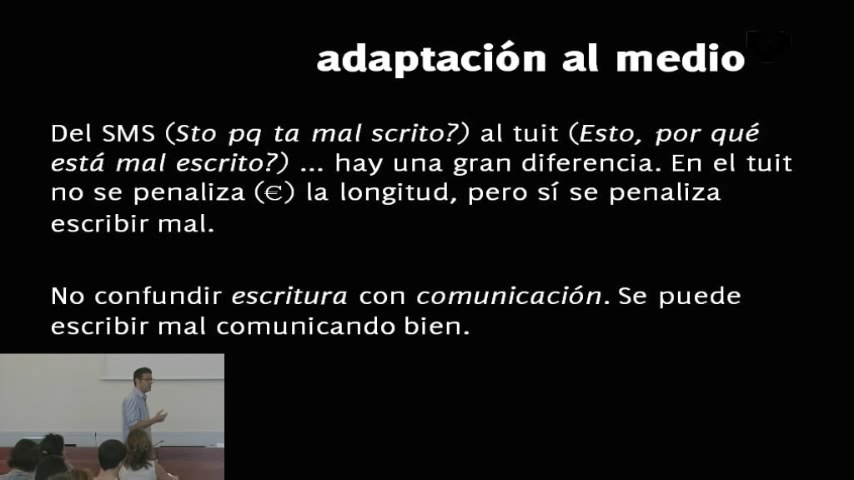 adaptación al medio
Del SMS (Sto pq ta mal scrito?) al tuit (Esto, por qué
está mal escrito?) ... hay una gran diferencia. En el tuit
no se penaliza (€) la longitud, pero sí se penaliza
escribir mal.
No confundir escritura con comunicación. Se puede
escribir mal comunicando bien.